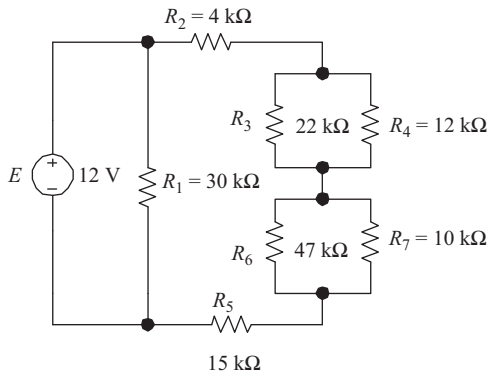 R2 = 4 kΩ
R3
22 kΩ
R4 = 12 kΩ
E
+
−
12 V
R1 = 30 kΩ
R6
47 kΩ
R7 = 10 kΩ
R5
15 kΩ